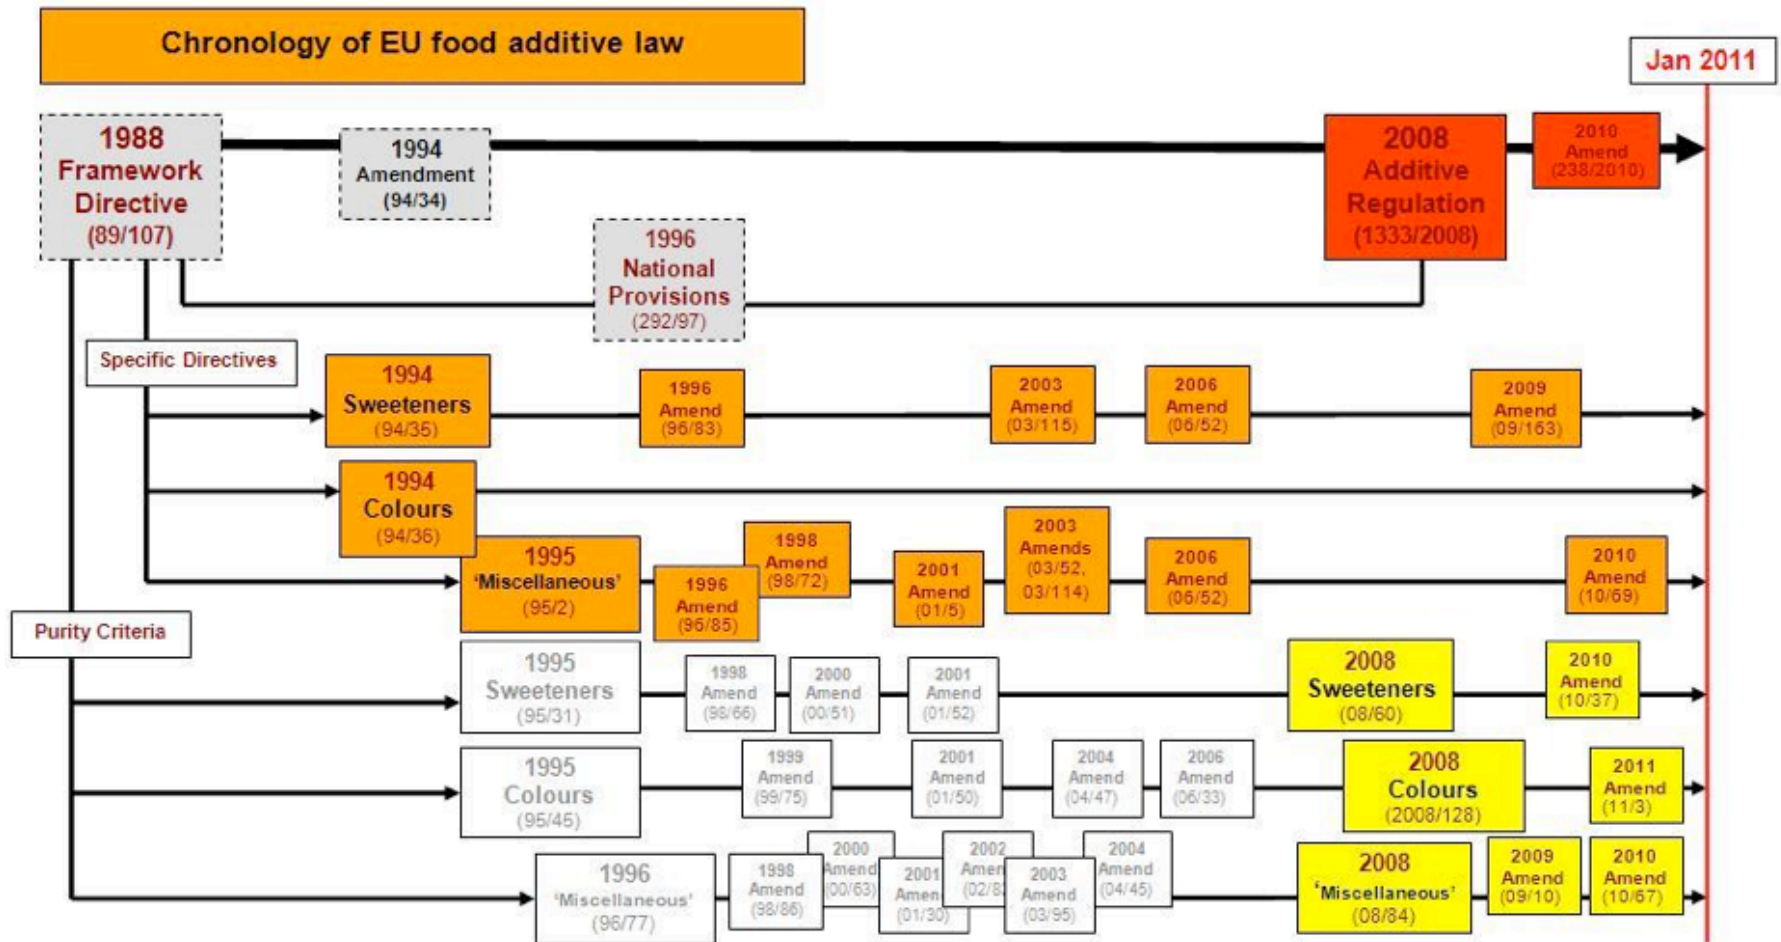 Chronology of EU food additive law
Jan 2011
1988
Framework
Directive
(89/107)
1994
Amendment
(94/34)
2008
Additive
Regulation
(1333/2008)
2010
Amend
(238/2010)
1996
National
Provisions
(292/97)
Specific Directives
1994
Sweeteners
(94/35)
1996
Amend
(96/83)
2003
Amend
(03/115)
2006
Amend
(06/52)
2009
Amend
(09/163)
1994
Colours
(94/36)
1995
'Miscellaneous'
(95/2)
1996
Amend
(96/85)
1998
Amend
(98/72)
2001
Amend
(01/5)
2003
Amends
(03/52,
03/114)
2006
Amend
(06/52)
2010
Amend
(10/69)
Purity Criteria
1995
Sweeteners
(95/31)
1998
Amend
(98/66)
2000
Amend
(00/51)
2001
Amend
(01/52)
2008
Sweeteners
(08/60)
2010
Amend
(10/37)
1995
Colours
(95/45)
1999
Amend
(99/75)
2001
Amend
(01/50)
2004
Amend
(04/47)
2006
Amend
(06/33)
2008
Colours
(2008/128)
2011
Amend
(11/3)
1996
'Miscellaneous'
(96/77)
1998
Amend
(98/86)
2000
Amend
(00/63)
2001
(01/30)
2002
2003
Amend
(03/95)
2004
Amend
(04/45)
2008
'Miscellaneous'
(08/84)
2009
Amend
(09/10)
2010
Amend
(10/67)